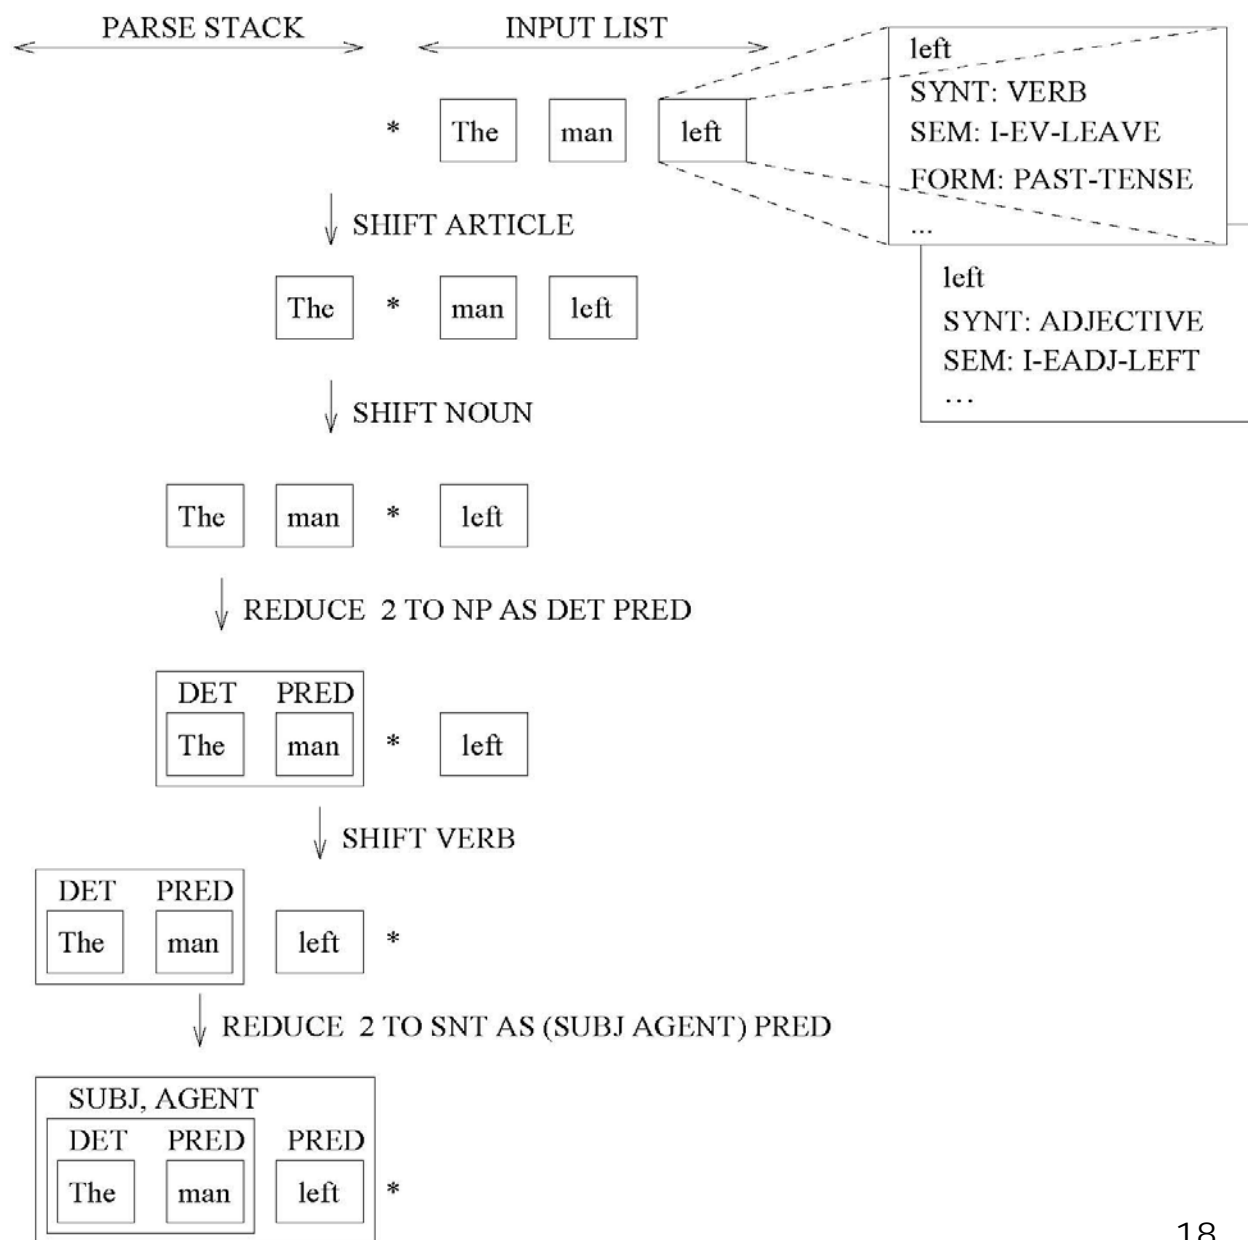 PARSE STACK INPUT LIST
* The man left
left
SYNT: VERB
SEM: I-EV-LEAVE
FORM: PAST-TENSE
...
left
SYNT: ADJECTIVE
SEM: I-EADJ-LEFT
...
SHIFT ARTICLE
The * man left
SHIFT NOUN
The man * left
REDUCE 2 TO NP AS DET PRED
DET PRED
The man * left
SHIFT VERB
DET PRED
The man left *
REDUCE 2 TO SNT AS (SUBJ AGENT) PRED
SUBJ, AGENT
DET PRED PRED
The man left *
18